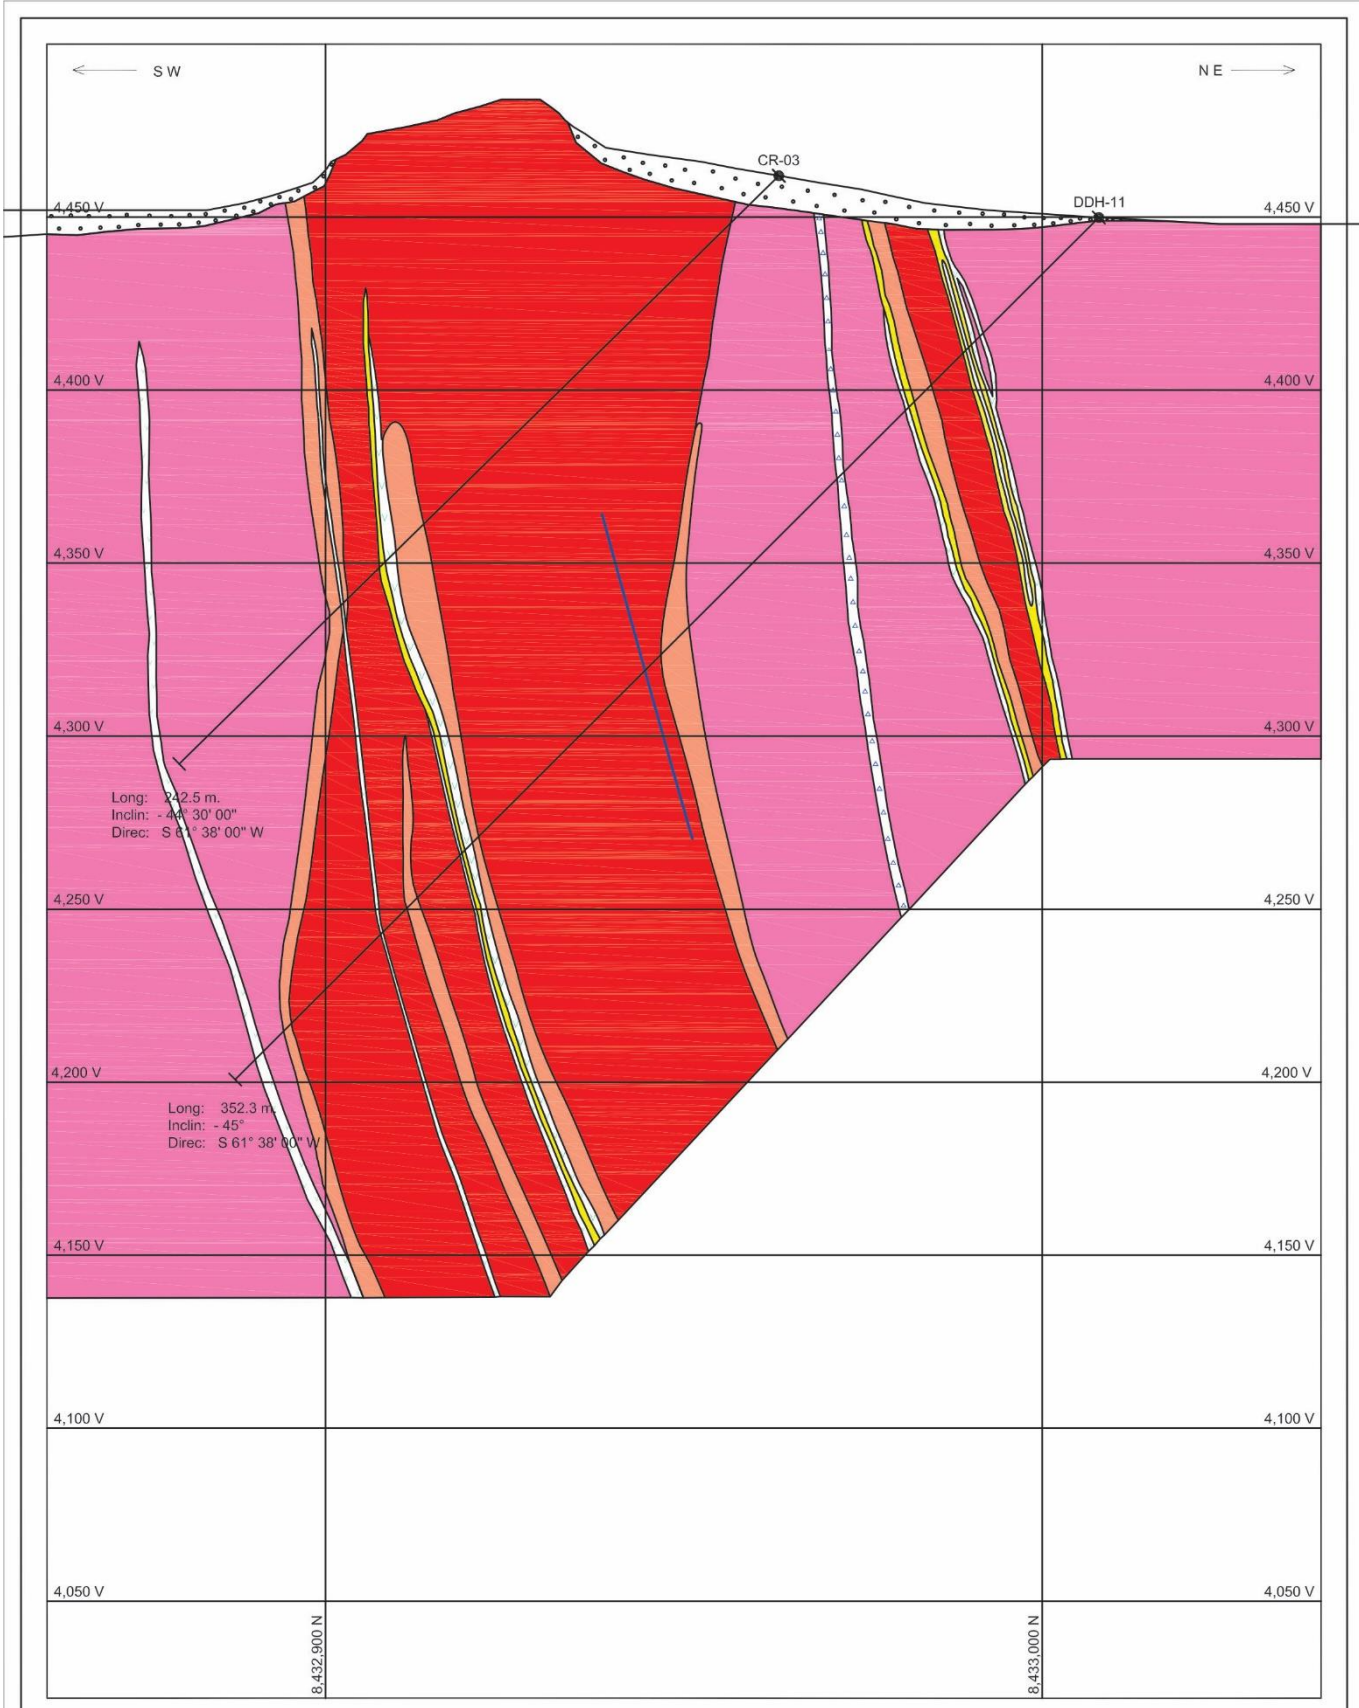 S W
N E
CR-03
DDH-11
4,450 V
4,450 V
4,400 V
4,400 V
4,350 V
4,350 V
4,300 V
4,300 V
Long: 242.5 m.
Inclin: - 44° 30' 00"
Direc: S 61° 38' 00" W
4,250 V
4,250 V
4,200 V
4,200 V
Long: 352.3 m.
Inclin: - 45°
Direc: S 61° 38' 00" W
4,150 V
4,150 V
4,100 V
4,100 V
4,050 V
4,050 V
8,432,900 N
8,433,000 N